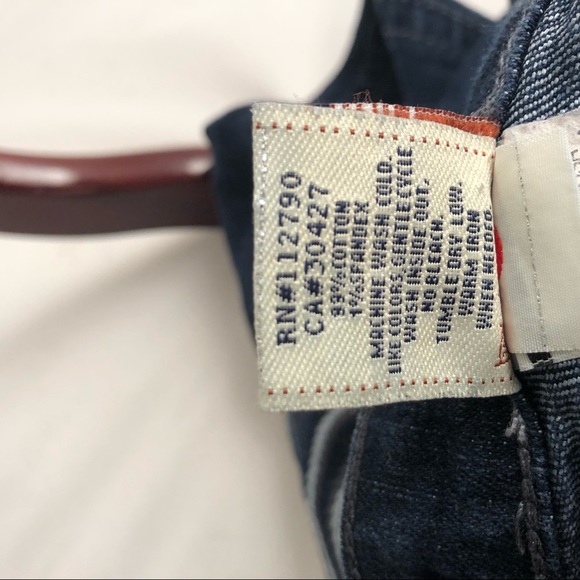 RN#112790
CA#30427
99%COTTON
1%SPANDEX
MACHINE WASH COLD.
LIKE COLORS.GENTLE CYCLE
WASH INSIDE OUT.
NO BLEACH.
TUMBLE DRY LOW.
WARM IRON
WHEN NEEDED.